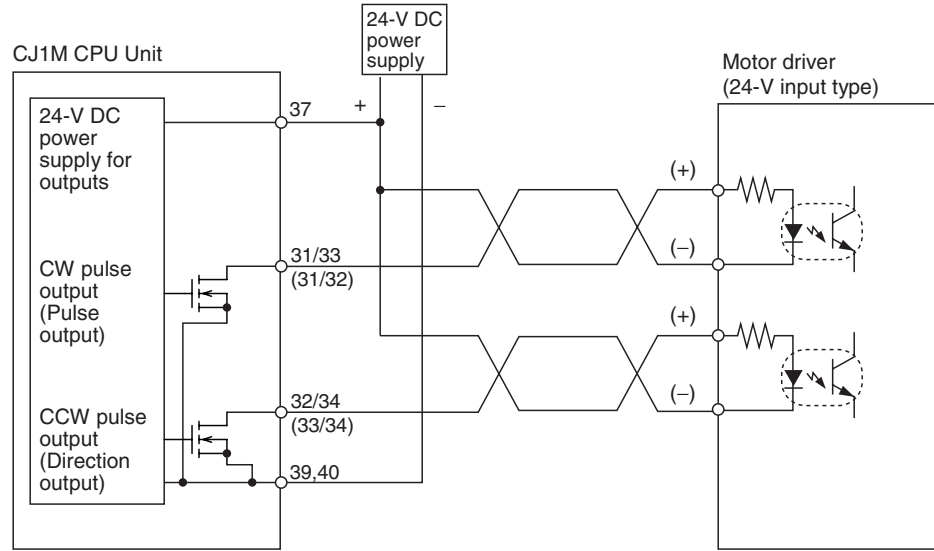 24-V DC
power
supply
CJ1M CPU Unit
Motor driver
(24-V input type)
+
–
37
24-V DC
power
supply for
outputs
(+)
31/33
(31/32)
(–)
CW pulse
output
(Pulse
output)
(+)
32/34
(33/34)
(–)
CCW pulse
output
(Direction
output)
39,40